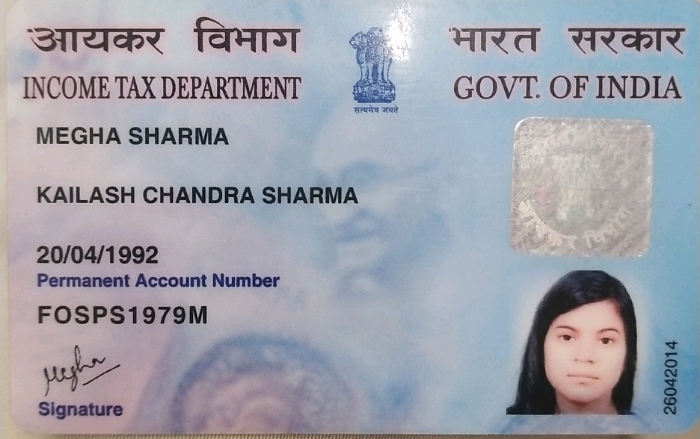 आयकर विभाग भारत सरकार
INCOME TAX DEPARTMENT GOVT. OF INDIA
सत्यमेव जयते
MEGHA SHARMA
KAILASH CHANDRA SHARMA
20/04/1992
Permanent Account Number
FOSPS1979M
Megha
Signature
26042014